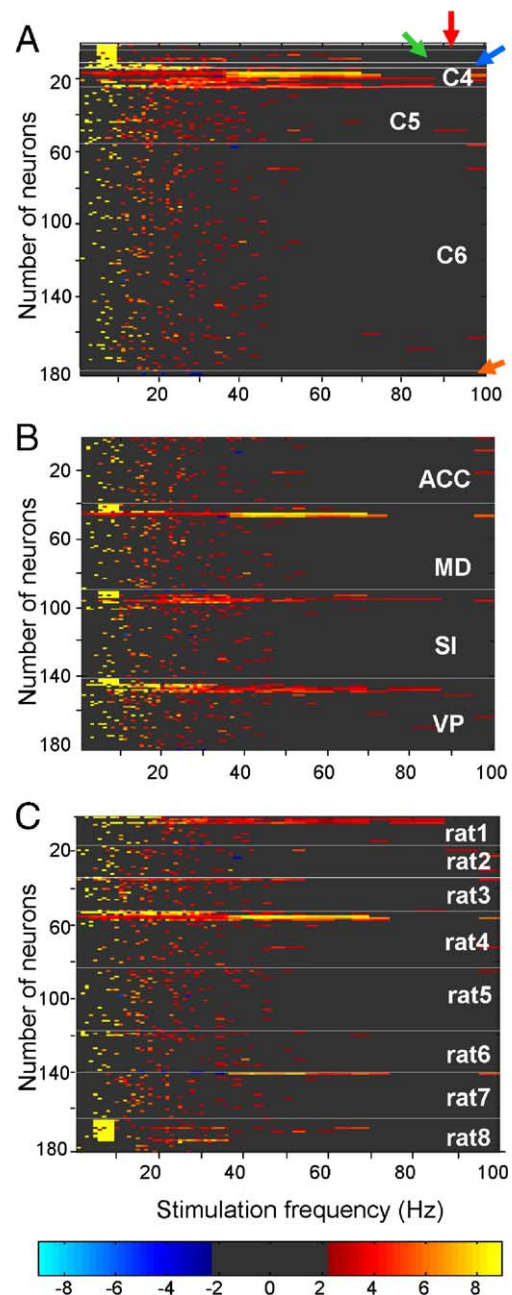 A
Number of neurons
20
60
100
140
180
C4
C5
C6
20 40 60 80 100
B
Number of neurons
20
60
100
140
180
ACC
MD
SI
VP
20 40 60 80 100
C
Number of neurons
20
60
100
140
180
rat1
rat2
rat3
rat4
rat5
rat6
rat7
rat8
20 40 60 80 100
Stimulation frequency (Hz)
-8 -6 -4 -2 0 2 4 6 8